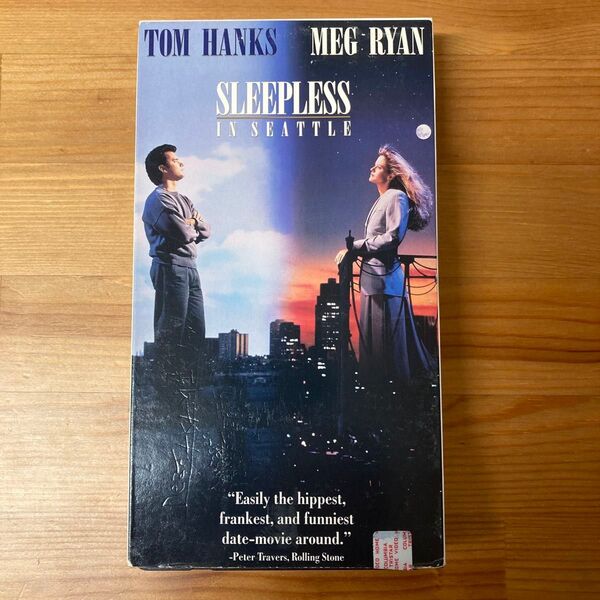 TOM HANKS MEG RYAN
SLEEPLESS
IN SEATTLE
“Easily the hippest,
frankest, and funniest
date-movie around.”
-Peter Travers, Rolling Stone